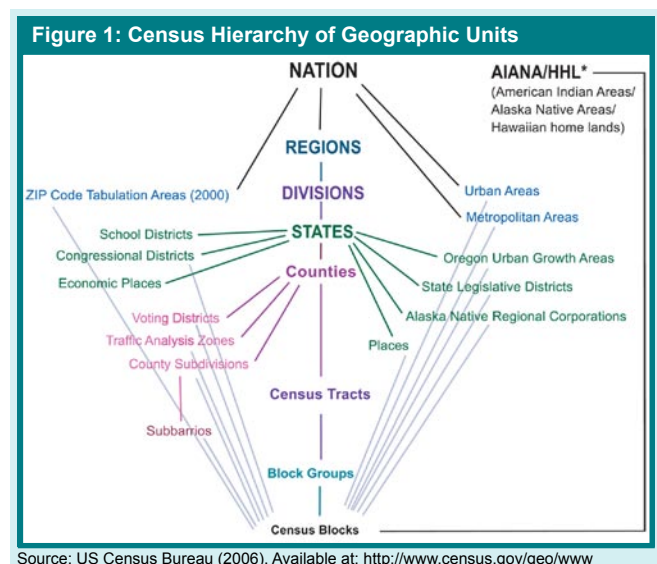 Figure 1: Census Hierarchy of Geographic Units
NATION
AIANA/HHL*
(American Indian Areas/
Alaska Native Areas/
Hawaiian home lands)
REGIONS
ZIP Code Tabulation Areas (2000)
DIVISIONS
Urban Areas
Metropolitan Areas
School Districts
STATES
Congressional Districts
Oregon Urban Growth Areas
Economic Places
Counties
State Legislative Districts
Voting Districts
Alaska Native Regional Corporations
Traffic Analysis Zones
Places
County Subdivisions
Census Tracts
Subbarrios
Block Groups
Census Blocks
Source: US Census Bureau (2006). Available at: http://www.census.gov/geo/www